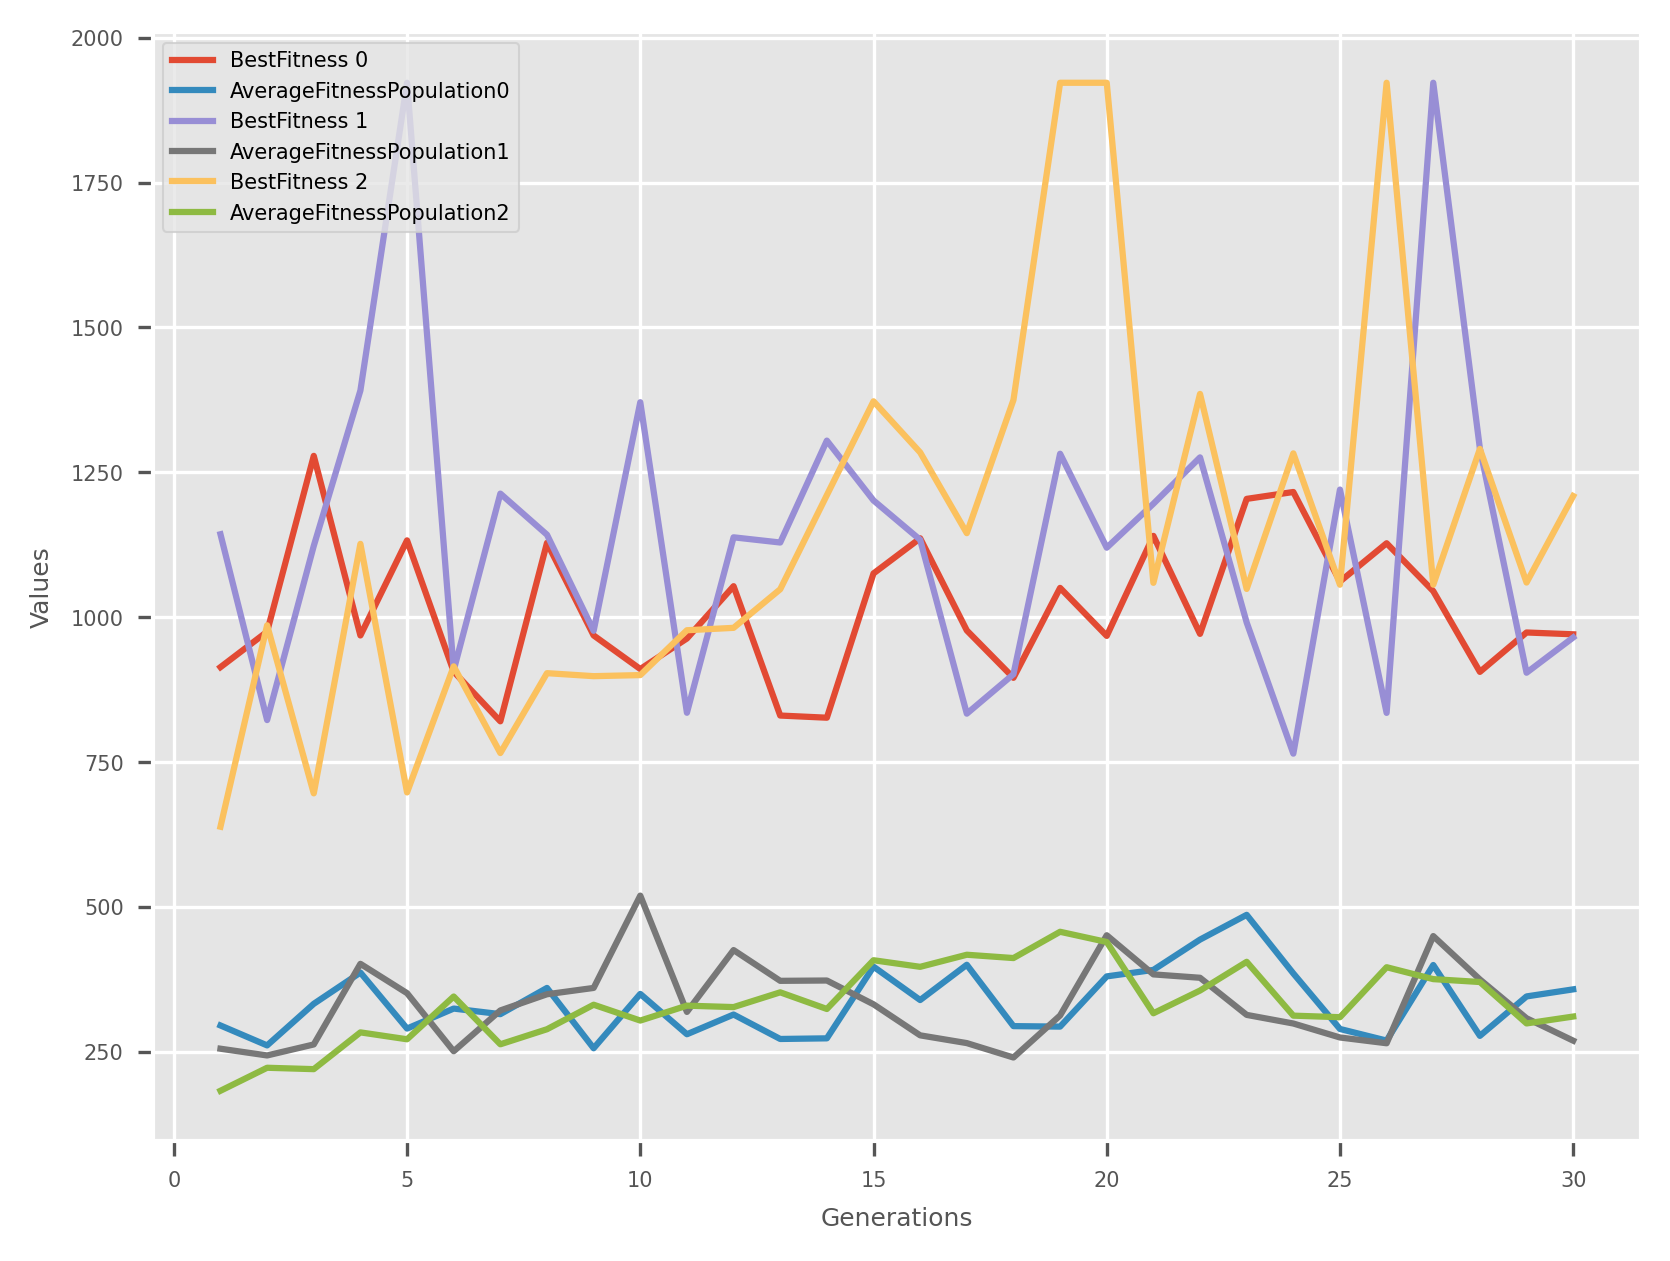 2000
1750
1500
1250
1000
750
500
250
Values
BestFitness 0
AverageFitnessPopulation0
BestFitness 1
AverageFitnessPopulation1
BestFitness 2
AverageFitnessPopulation2
0 5 10 15 20 25 30
Generations